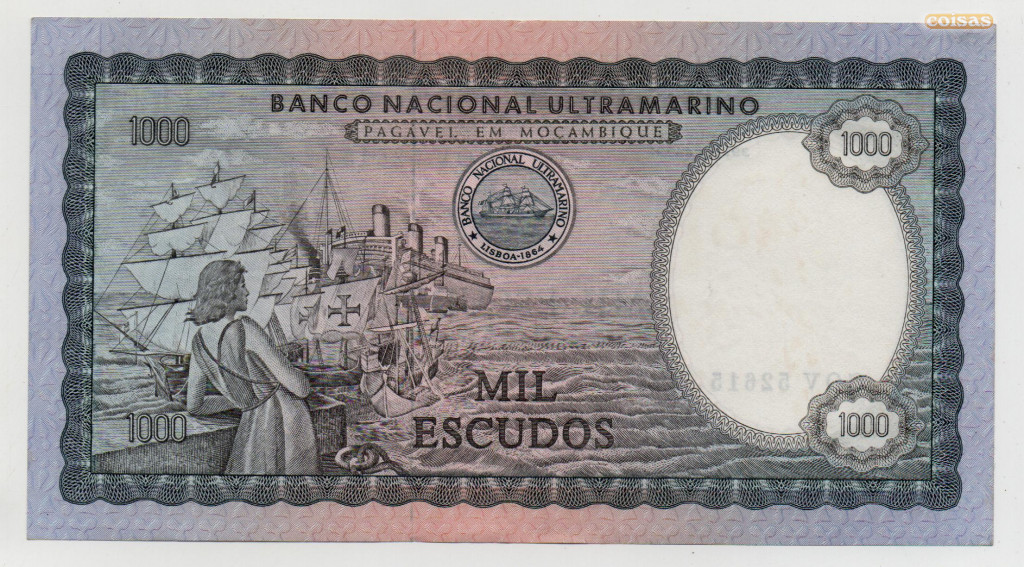 coisas
BANCO NACIONAL ULTRAMARINO
PAGÁVEL EM MOÇAMBIQUE
1000
1000
BANCO NACIONAL ULTRAMARINO
LISBOA-1864
MIL
ESCUDOS
1000
1000